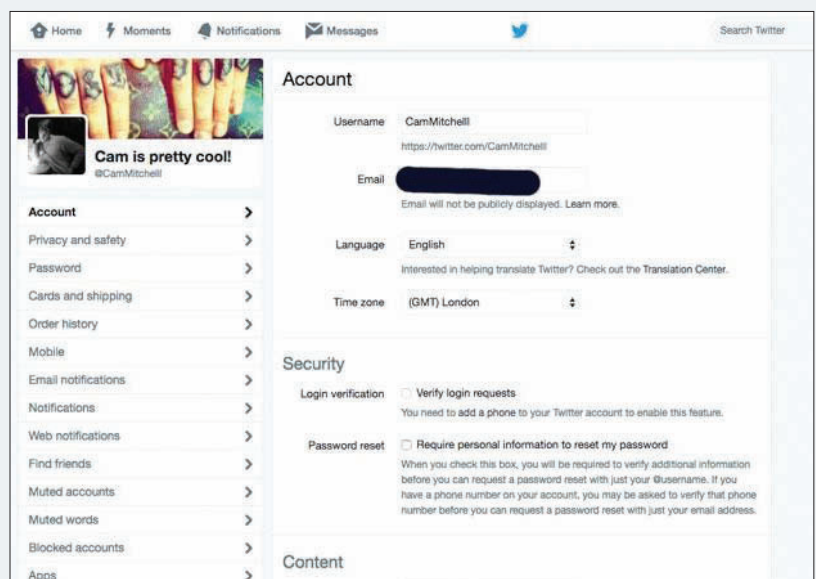 Home
Moments
Notifications
Messages
Search Twitter
Cam is pretty cool!
@CamMitchelll
Account
Privacy and safety
Password
Cards and shipping
Order history
Mobile
Email notifications
Notifications
Web notifications
Find friends
Muted accounts
Muted words
Blocked accounts
Apps
Account
Username CamMitchelll
https://twitter.com/CamMitchelll
Email
Email will not be publicly displayed. Learn more.
Language English
Interested in helping translate Twitter? Check out the Translation Center.
Time zone (GMT) London
Security
Login verification Verify login requests
You need to add a phone to your Twitter account to enable this feature.
Password reset Require personal information to reset my password
When you check this box, you will be required to verify additional information
before you can request a password reset with just your @username. If you
have a phone number on your account, you may be asked to verify that phone
number before you can request a password reset with just your email address.
Content